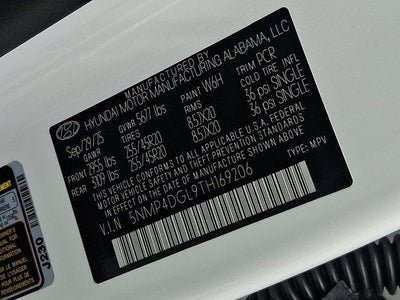 MANUFACTURED BY
HYUNDAI MOTOR MANUFACTURING ALABAMA, LLC
Sep/29/25 GVWR 5617 lbs PAINT W6H TRIM PCR
GAWR TIRES RIMS COLD TIRE INFL
FRONT 2955 lbs 255/45R20 8.5JX20 36 psi SINGLE
REAR 3109 lbs 255/45R20 8.5JX20 36 psi SINGLE
THIS VEHICLE CONFORMS TO ALL APPLICABLE U.S.A. FEDERAL
MOTOR VEHICLE SAFETY AND THEFT PREVENTION STANDARDS
IN EFFECT ON THE DATE OF MANUFACTURE SHOWN ABOVE.
V.I.N 5NMP4DGL9TH169206 TYPE: MPV
J230